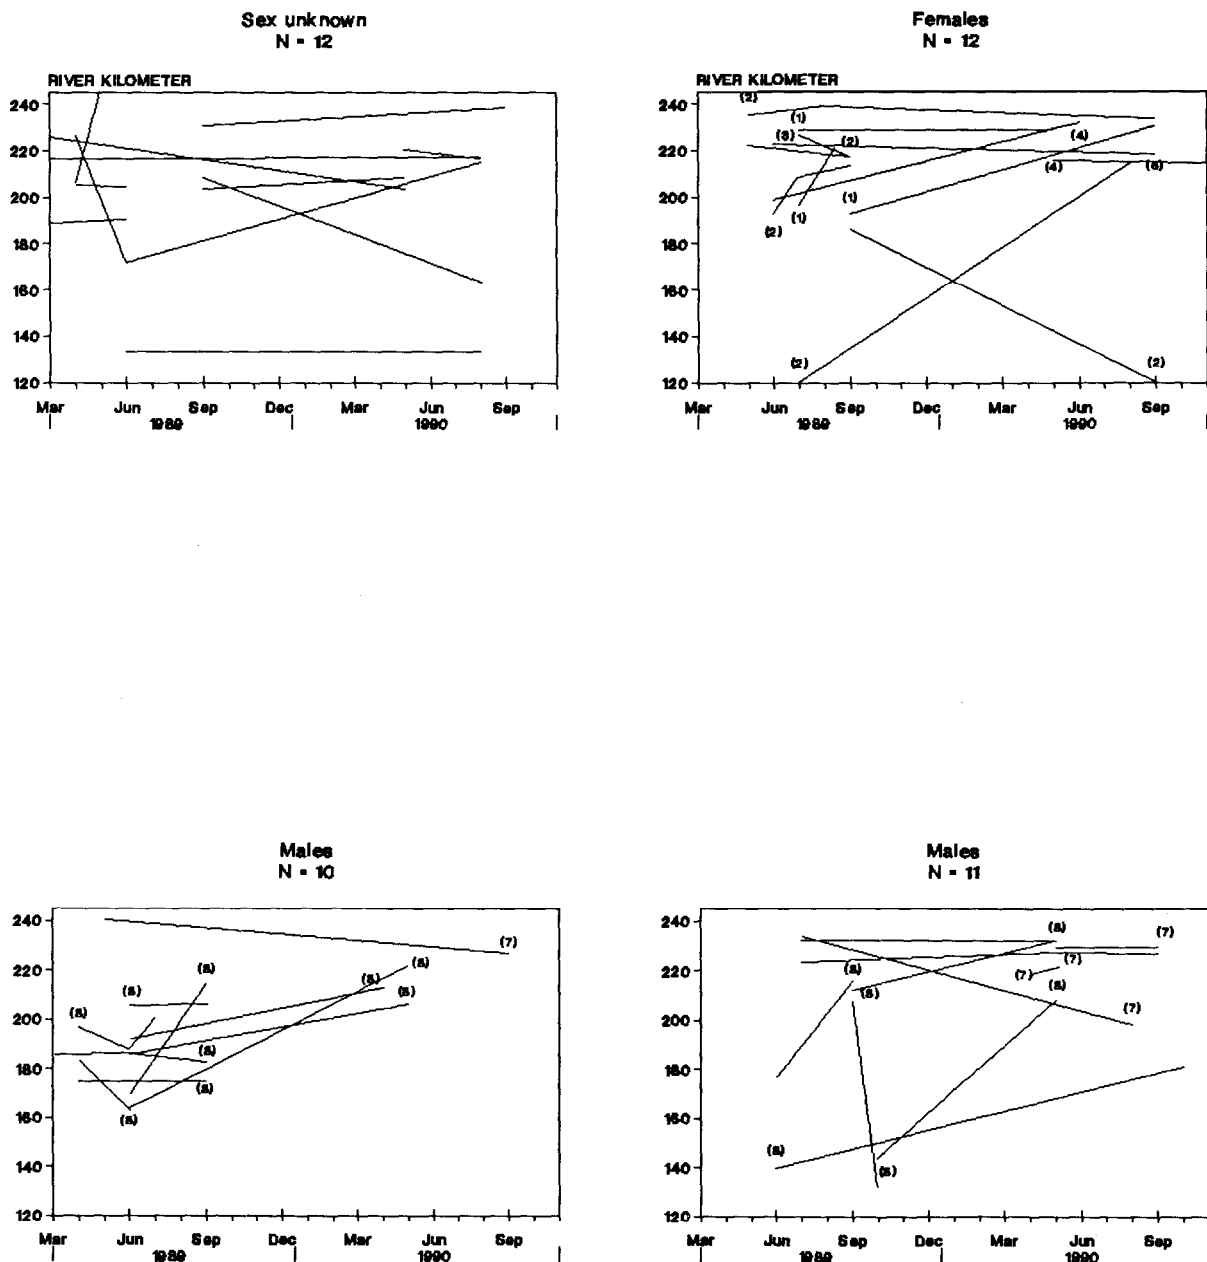 Sex unknown
N = 12
RIVER KILOMETER
240
220
200
180
160
140
120
Mar Jun Sep Dec Mar Jun Sep
1989 1990
Females
N = 12
RIVER KILOMETER
240
220
200
180
160
140
120
(2)
(1)
(3) (2) (4)
(4) (5)
(1)
(1)
(2)
(2) (2)
Mar Jun Sep Dec Mar Jun Sep
1989 1990
Males
N = 10
240
220
200
180
160
140
120
(7)
Mar Jun Sep Dec Mar Jun Sep
1989 1990
Males
N = 11
240
220
200
180
160
140
120
(7)
(7)
(7)
(7)
Mar Jun Sep Dec Mar Jun Sep
1989 1990